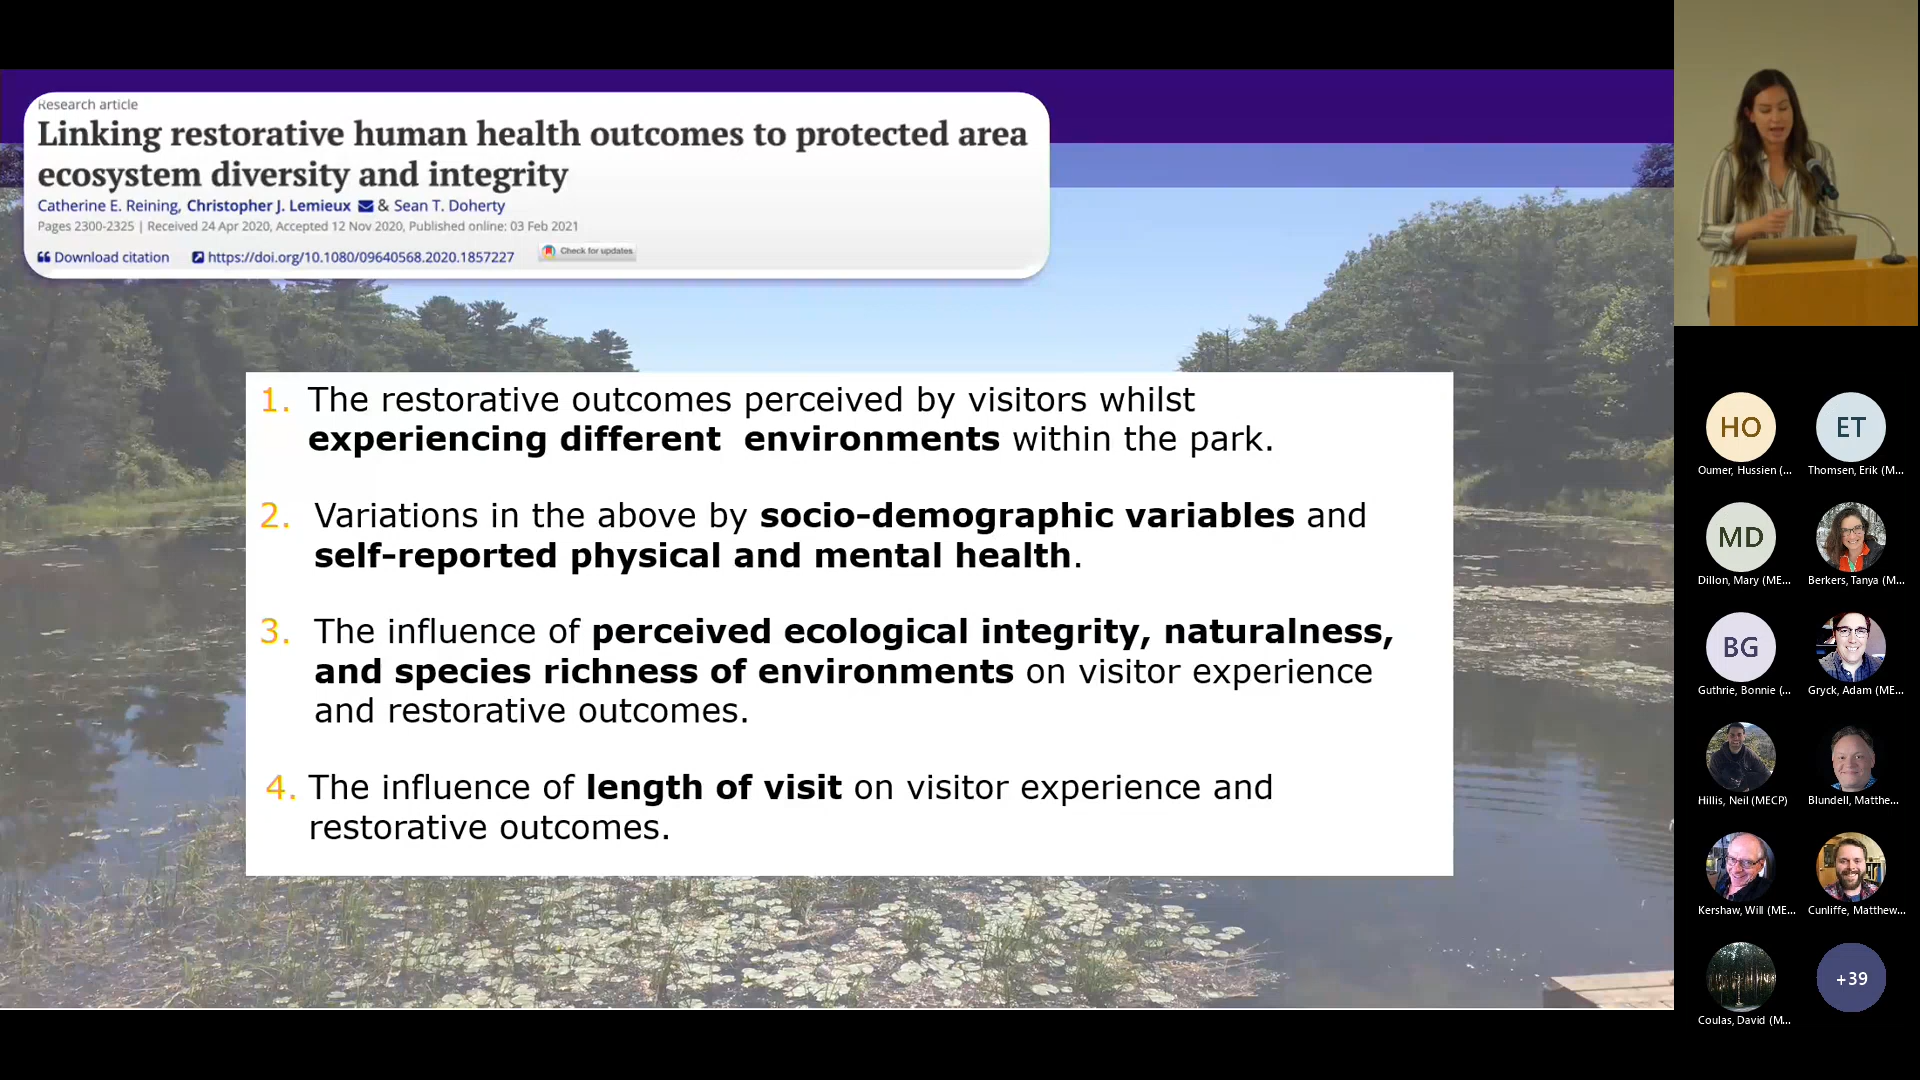 Research article
Linking restorative human health outcomes to protected area
ecosystem diversity and integrity
Catherine E. Reining, Christopher J. Lemieux & Sean T. Doherty
Pages 2300-2325 | Received 24 Apr 2020, Accepted 12 Nov 2020, Published online: 03 Feb 2021
Download citation https://doi.org/10.1080/09640568.2020.1857227 Check for updates
1. The restorative outcomes perceived by visitors whilst
experiencing different environments within the park.
2. Variations in the above by socio-demographic variables and
self-reported physical and mental health.
3. The influence of perceived ecological integrity, naturalness,
and species richness of environments on visitor experience
and restorative outcomes.
4. The influence of length of visit on visitor experience and
restorative outcomes.
HO ET
Oumer, Hussien (... Thomsen, Erik (M...
MD
Dillon, Mary (ME... Berkers, Tanya (M...
BG
Guthrie, Bonnie (... Gryck, Adam (ME...
Hillis, Neil (MECP) Blundell, Matthe...
Kershaw, Will (ME... Cunliffe, Matthew...
+39
Coulas, David (M...